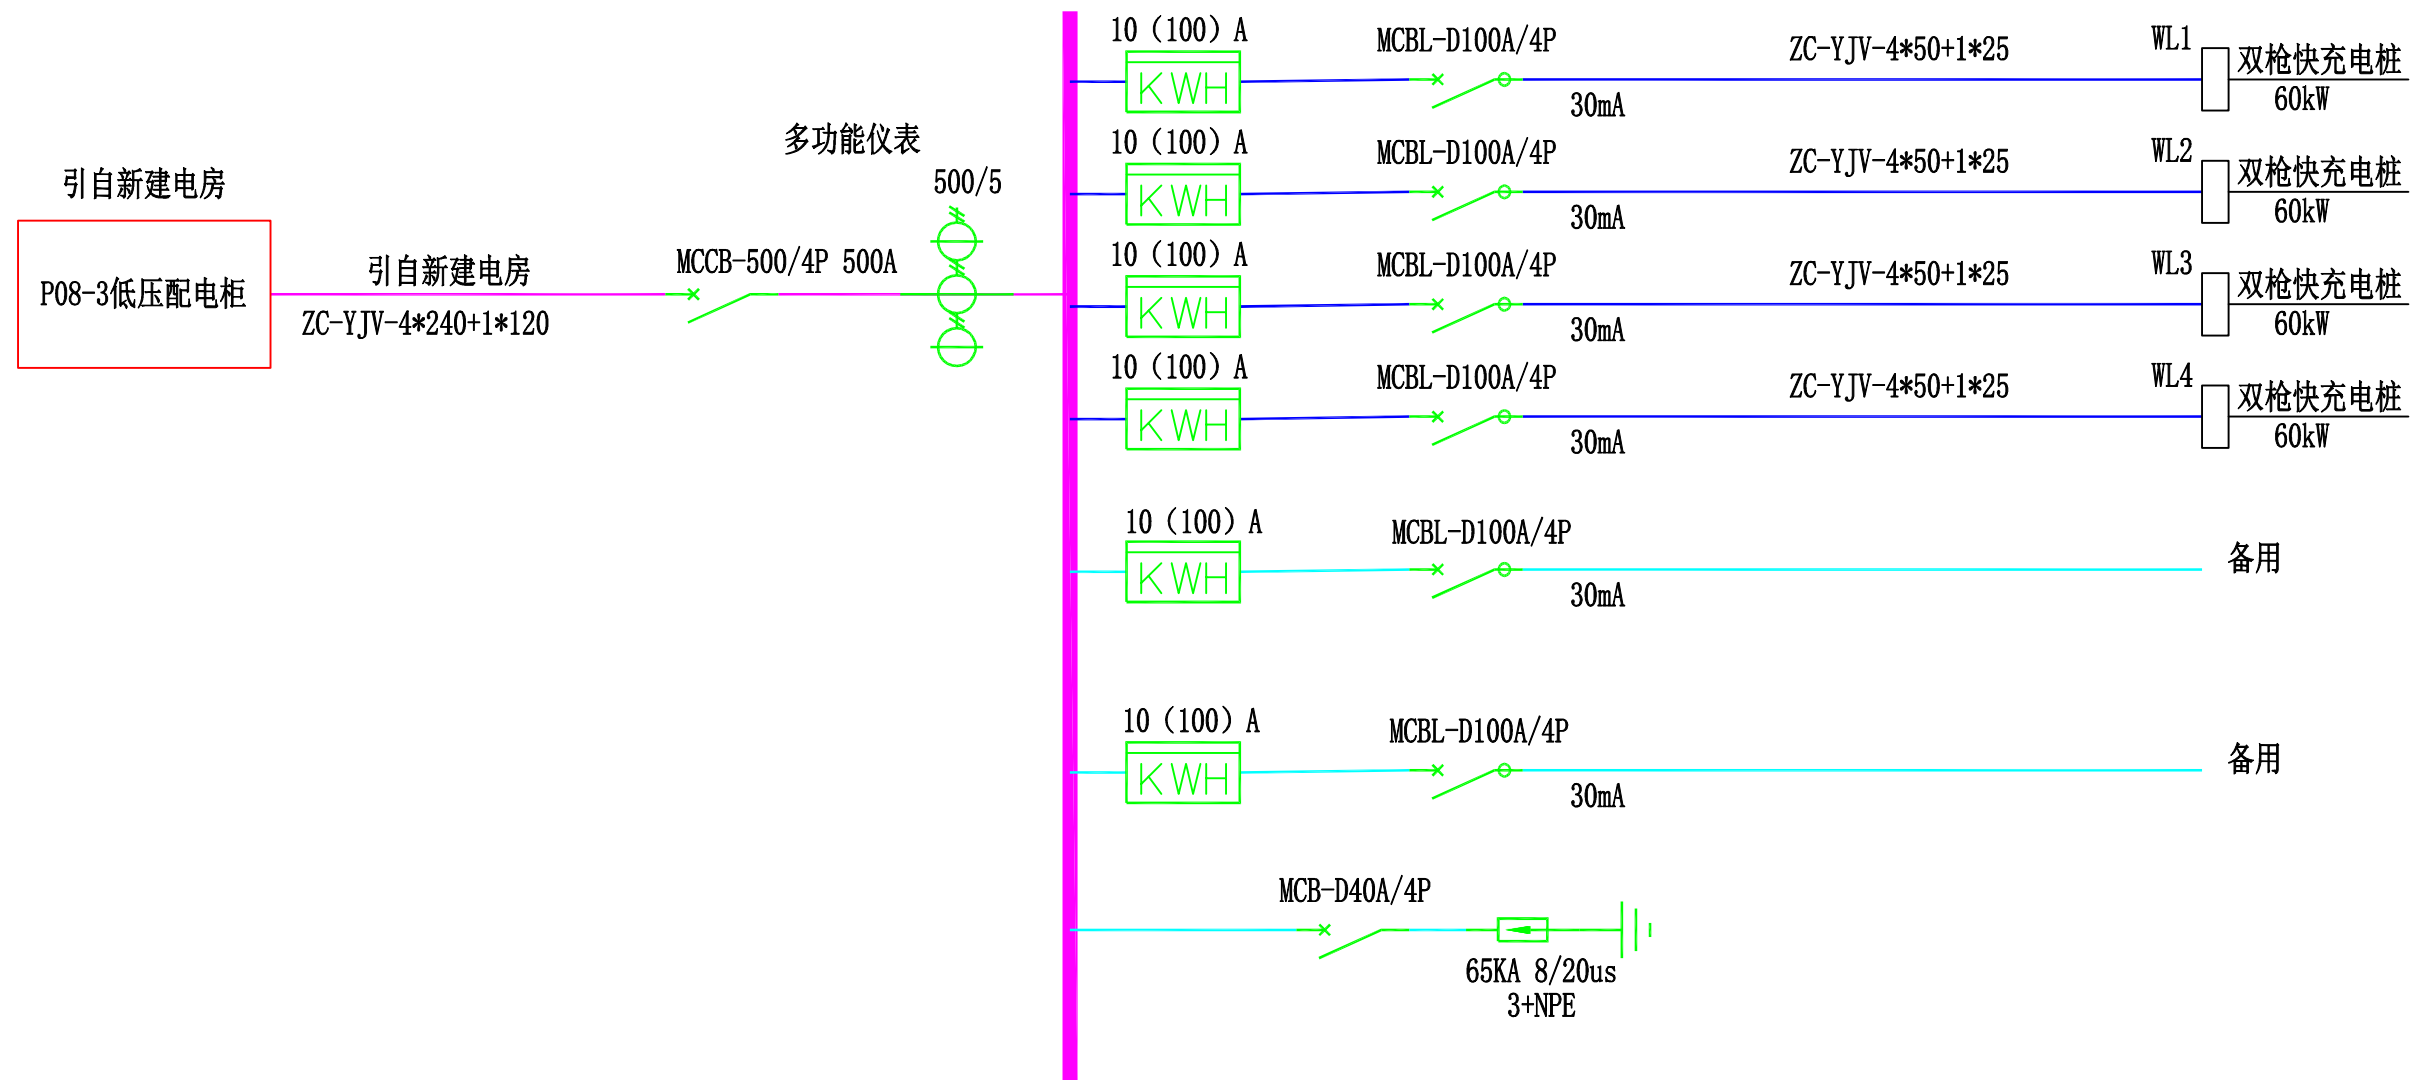 引自新建电房
P08-3低压配电柜
引自新建电房
ZC-YJV-4*240+1*120
MCCB-500/4P 500A
多功能仪表
500/5
10（100）A
KWH
MCBL-D100A/4P
30mA
ZC-YJV-4*50+1*25
WL1
双枪快充电桩
60kW
10（100）A
KWH
MCBL-D100A/4P
30mA
ZC-YJV-4*50+1*25
WL2
双枪快充电桩
60kW
10（100）A
KWH
MCBL-D100A/4P
30mA
ZC-YJV-4*50+1*25
WL3
双枪快充电桩
60kW
10（100）A
KWH
MCBL-D100A/4P
30mA
ZC-YJV-4*50+1*25
WL4
双枪快充电桩
60kW
10（100）A
KWH
MCBL-D100A/4P
30mA
备用
10（100）A
KWH
MCBL-D100A/4P
30mA
备用
MCB-D40A/4P
65KA 8/20us
3+NPE